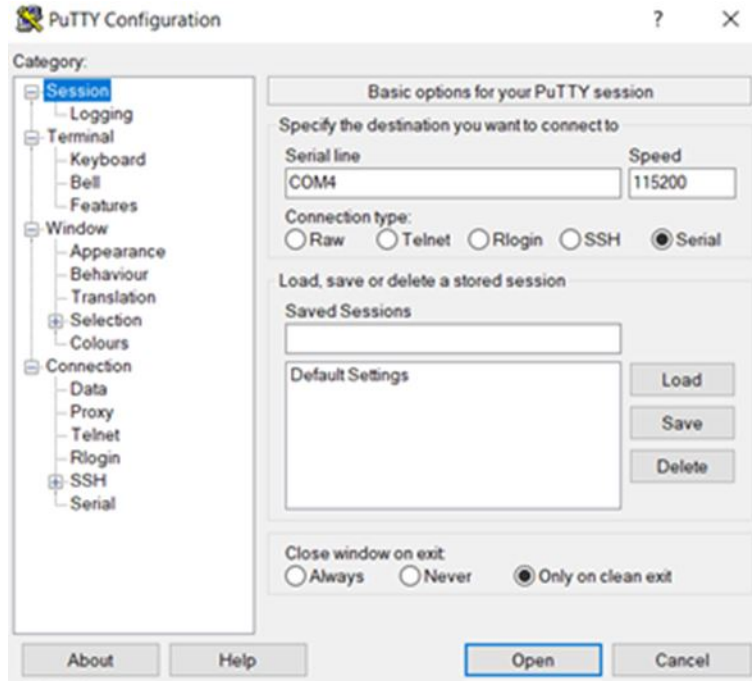 PuTTY Configuration
?
Category:
Session
Logging
Terminal
Keyboard
Bell
Features
Window
Appearance
Behaviour
Translation
Selection
Colours
Connection
Data
Proxy
Telnet
Rlogin
SSH
Serial
Basic options for your PuTTY session
Specify the destination you want to connect to
Serial line Speed
COM4 115200
Connection type:
Raw Telnet Rlogin SSH Serial
Load, save or delete a stored session
Saved Sessions
Default Settings
Load
Save
Delete
Close window on exit:
Always Never Only on clean exit
About Help Open Cancel